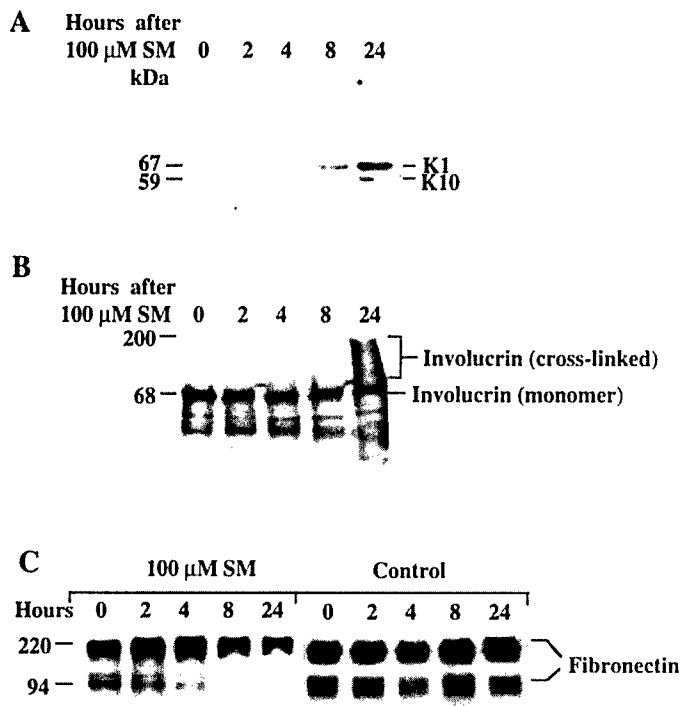 A
Hours after
100 µM SM 0 2 4 8 24
kDa
67 K1
59 K10
B
Hours after
100 µM SM 0 2 4 8 24
200
Involucrin (cross-linked)
68 Involucrin (monomer)
C
100 µM SM Control
Hours 0 2 4 8 24 0 2 4 8 24
220
Fibronectin
94